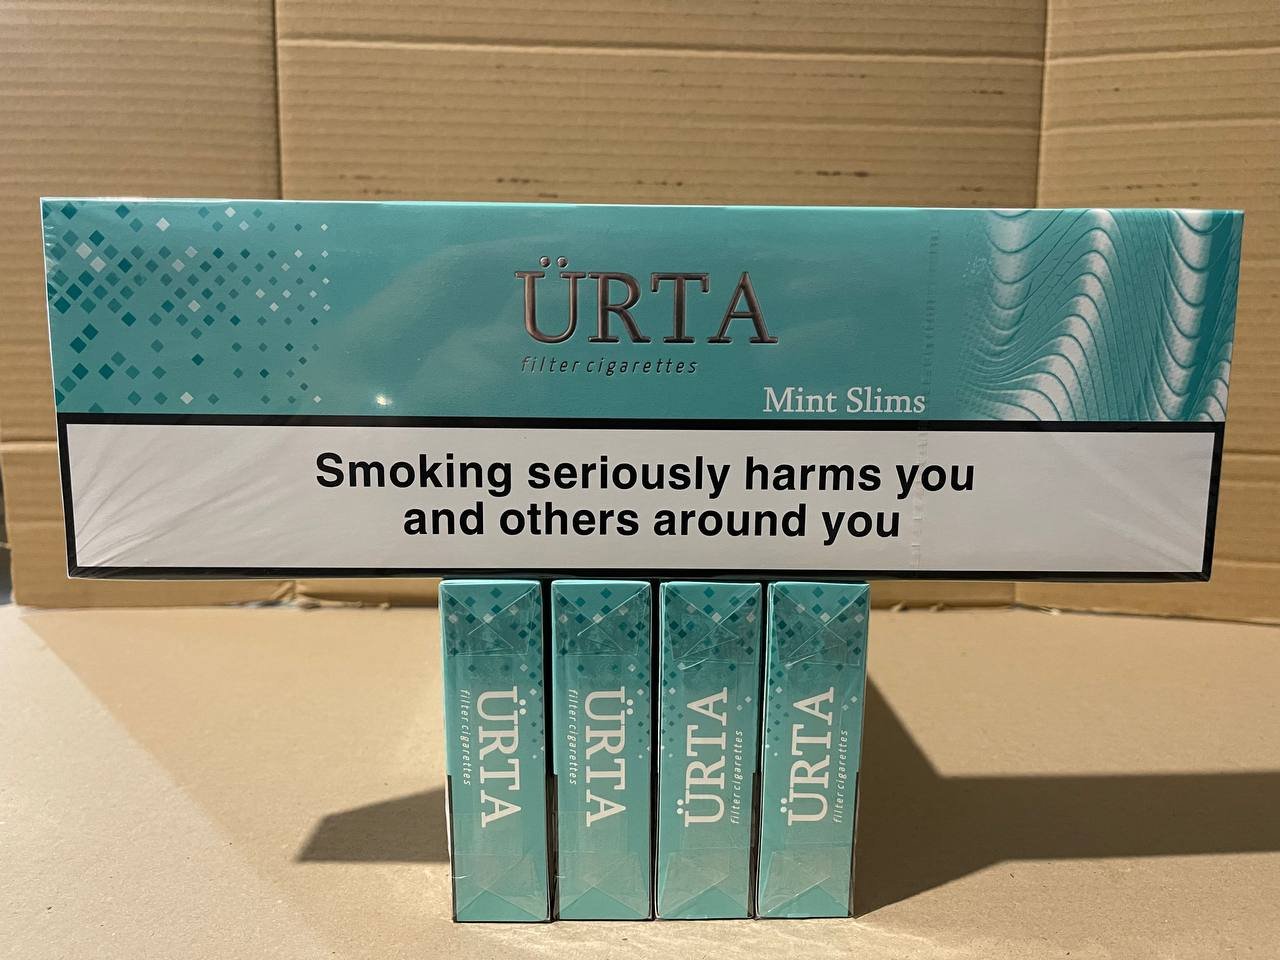 ÜRTA
filter cigarettes
Mint Slims
Smoking seriously harms you
and others around you
ÜRTA
filter cigarettes
ÜRTA
filter cigarettes
ÜRTA
filter cigarettes
ÜRTA
filter cigarettes